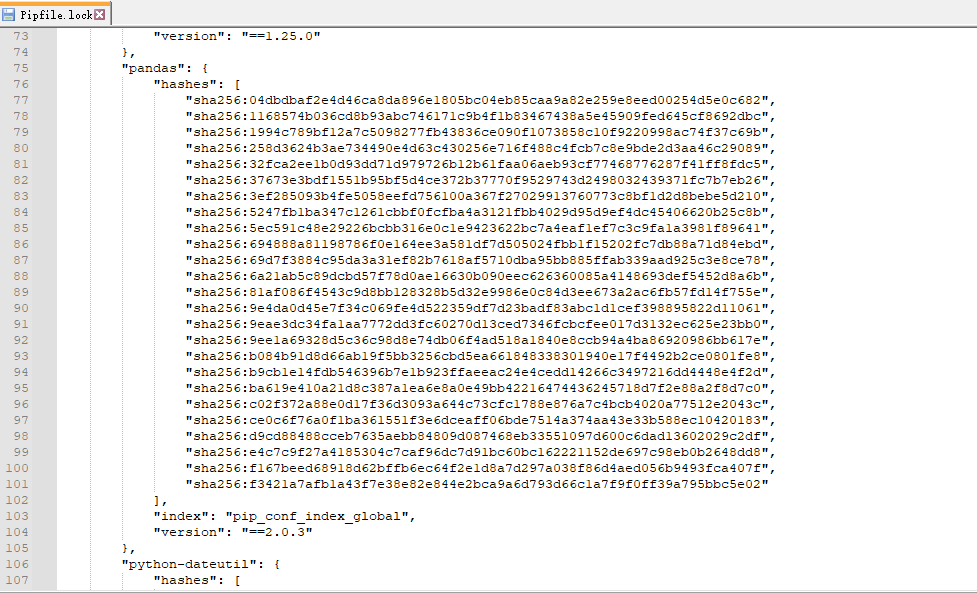 Pipfile.lock
73 "version": "==1.25.0"
74 },
75 "pandas": {
76 "hashes": [
77 "sha256:04dbdbaf2e4d46ca8da896e1805bc04eb85caa9a82e259e8eed00254d5e0c682",
78 "sha256:1168574b036cd8b93abc746171c9b4f1b83467438a5e45909fed645cf8692dbc",
79 "sha256:1994c789bf12a7c5098277fb43836ce090f1073858c10f9220998ac74f37c69b",
80 "sha256:258d3624b3ae734490e4d63c430256e716f488c4fcb7c8e9bde2d3aa46c29089",
81 "sha256:32fca2ee1b0d93dd71d979726b12b61faa06aeb93cf77468776287f41ff8fdc5",
82 "sha256:37673e3bdf1551b95bf5d4ce372b37770f9529743d2498032439371fc7b7eb26",
83 "sha256:3ef285093b4fe5058eefd756100a367f27029913760773c8bf1d2d8bebe5d210",
84 "sha256:5247fb1ba347c1261cbbf0fcfba4a3121fbb4029d95d9ef4dc45406620b25c8b",
85 "sha256:5ec591c48e29226bcbb316e0c1e9423622bc7a4eaf1ef7c3c9fa1a3981f89641",
86 "sha256:694888a81198786f0e164ee3a581df7d505024fbb1f15202fc7db88a71d84ebd",
87 "sha256:69d7f3884c95da3a31ef82b7618af5710dba95bb885ffab339aad925c3e8ce78",
88 "sha256:6a21ab5c89dcbd57f78d0ae16630b090eec626360085a4148693def5452d8a6b",
89 "sha256:81af086f4543c9d8bb128328b5d32e9986e0c84d3ee673a2ac6fb57fd14f755e",
90 "sha256:9e4da0d45e7f34c069fe4d522359df7d23badf83abc1d1cef398895822d11061",
91 "sha256:9eae3dc34fa1aa7772dd3fc60270d13ced7346fcbcfee017d3132ec625e23bb0",
92 "sha256:9ee1a69328d5c36c98d8e74db06f4ad518a1840e8ccb94a4ba86920986bb617e",
93 "sha256:b084b91d8d66ab19f5bb3256cbd5ea661848338301940e17f4492b2ce0801fe8",
94 "sha256:b9cb1e14fdb546396b7e1b923ffaeeac24e4cedd14266c3497216dd4448e4f2d",
95 "sha256:ba619e410a21d8c387a1ea6e8a0e49bb42216474436245718d7f2e88a2f8d7c0",
96 "sha256:c02f372a88e0d17f36d3093a644c73cfc1788e876a7c4bcb4020a77512e2043c",
97 "sha256:ce0c6f76a0f1ba361551f3e6dceaff06bde7514a374aa43e33b588ec10420183",
98 "sha256:d9cd88488cceb7635aebb84809d087468eb33551097d600c6dad13602029c2df",
99 "sha256:e4c7c9f27a4185304c7caf96dc7d91bc60bc162221152de697c98eb0b2648dd8",
100 "sha256:f167beed68918d62bffb6ec64f2e1d8a7d297a038f86d4aed056b9493fca407f",
101 "sha256:f3421a7afb1a43f7e38e82e844e2bca9a6d793d66c1a7f9f0ff39a795bbc5e02"
102 ],
103 "index": "pip_conf_index_global",
104 "version": "==2.0.3"
105 },
106 "python-dateutil": {
107 "hashes": [